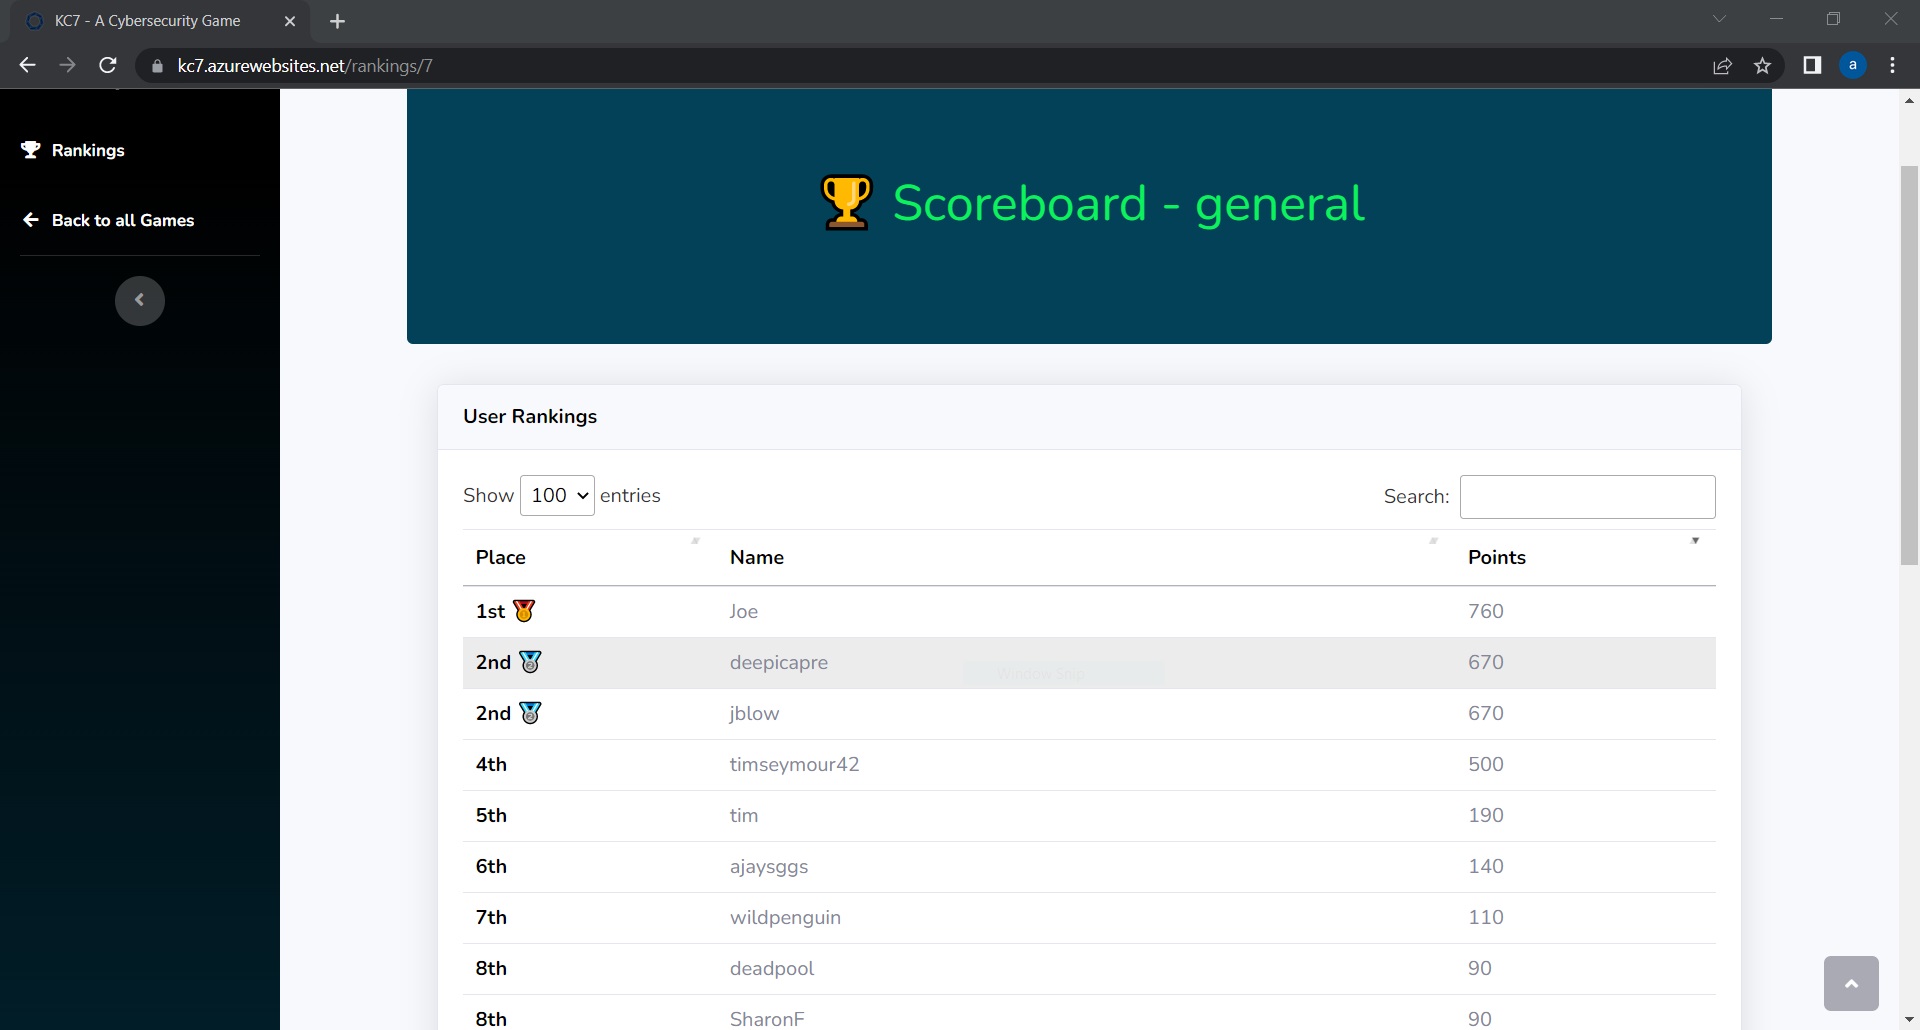 KC7 - A Cybersecurity Game
kc7.azurewebsites.net/rankings/7
a
Rankings
Back to all Games
🏆 Scoreboard - general
User Rankings
Show 100 entries
Search:
Place Name Points
1st 🥇 Joe 760
2nd 🥈 deepicapre 670
Window Snip
2nd 🥈 jblow 670
4th timseymour42 500
5th tim 190
6th ajaysggs 140
7th wildpenguin 110
8th deadpool 90
8th SharonF 90